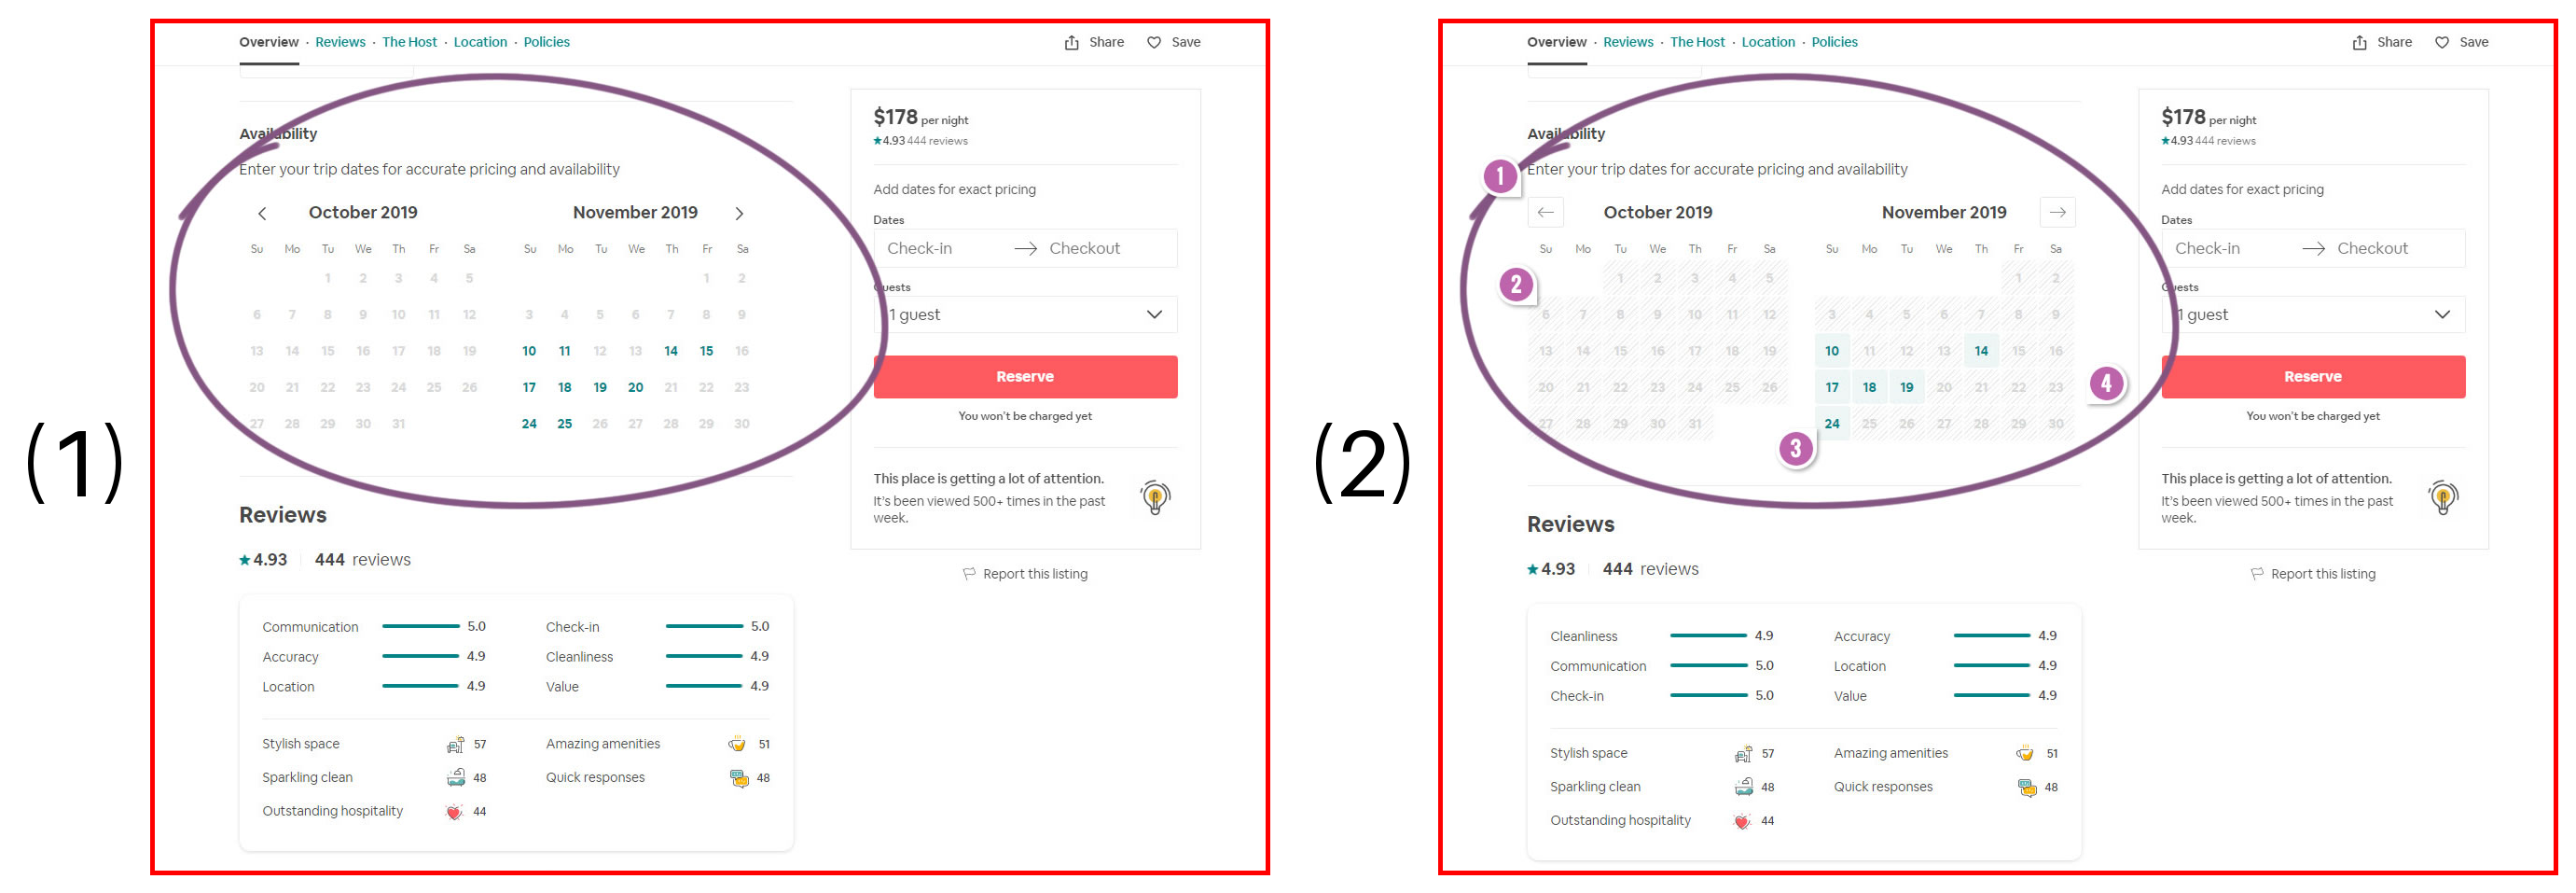 (1)
Overview · Reviews · The Host · Location · Policies
Share
Save
Availability
Enter your trip dates for accurate pricing and availability
October 2019
Su Mo Tu We Th Fr Sa
1 2 3 4 5
6 7 8 9 10 11 12
13 14 15 16 17 18 19
20 21 22 23 24 25 26
27 28 29 30 31
November 2019
Su Mo Tu We Th Fr Sa
1 2
3 4 5 6 7 8 9
10 11 12 13 14 15 16
17 18 19 20 21 22 23
24 25 26 27 28 29 30
$178 per night
★4.93 444 reviews
Add dates for exact pricing
Dates
Check-in → Checkout
Guests
1 guest
Reserve
You won't be charged yet
This place is getting a lot of attention.
It's been viewed 500+ times in the past
week.
Report this listing
Reviews
★ 4.93 444 reviews
Communication 5.0 Check-in 5.0
Accuracy 4.9 Cleanliness 4.9
Location 4.9 Value 4.9
Stylish space 57 Amazing amenities 51
Sparkling clean 48 Quick responses 48
Outstanding hospitality 44
(2)
Overview · Reviews · The Host · Location · Policies
Share
Save
Availability
1
Enter your trip dates for accurate pricing and availability
← October 2019
Su Mo Tu We Th Fr Sa
2
1 2 3 4 5
6 7 8 9 10 11 12
13 14 15 16 17 18 19
20 21 22 23 24 25 26
27 28 29 30 31
November 2019 →
Su Mo Tu We Th Fr Sa
1 2
3 4 5 6 7 8 9
10 11 12 13 14 15 16
17 18 19 20 21 22 23
4
24 25 26 27 28 29 30
3
$178 per night
★4.93 444 reviews
Add dates for exact pricing
Dates
Check-in → Checkout
Guests
1 guest
Reserve
You won't be charged yet
This place is getting a lot of attention.
It's been viewed 500+ times in the past
week.
Report this listing
Reviews
★ 4.93 444 reviews
Cleanliness 4.9 Accuracy 4.9
Communication 5.0 Location 4.9
Check-in 5.0 Value 4.9
Stylish space 57 Amazing amenities 51
Sparkling clean 48 Quick responses 48
Outstanding hospitality 44